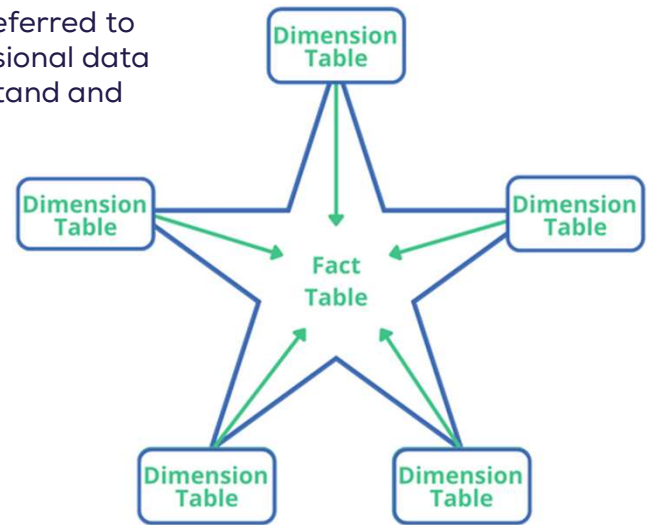 eferred to
sional data
tand and
Dimension
Table
Dimension
Table
Dimension
Table
Fact
Table
Dimension
Table
Dimension
Table